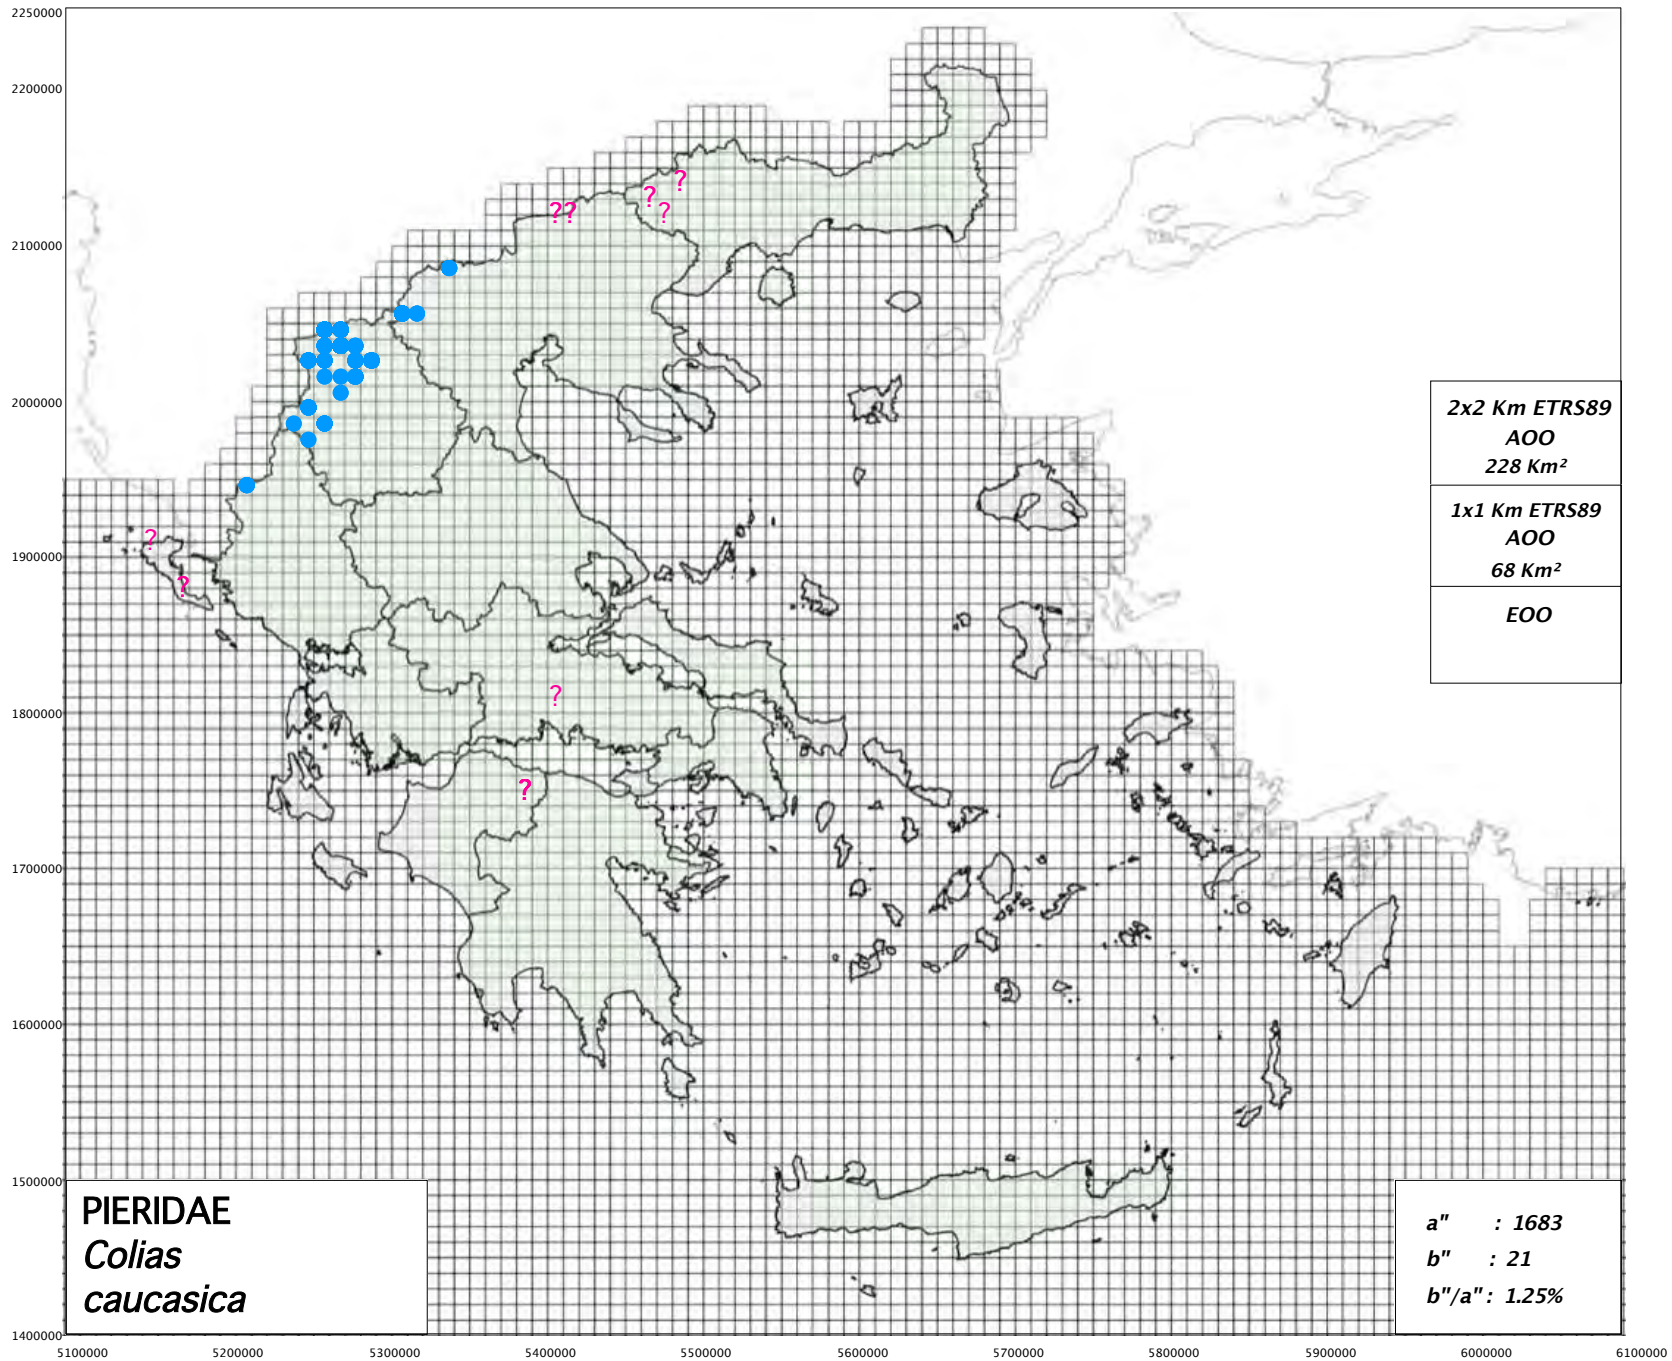 2250000
2200000
2100000
2000000
1900000
1800000
1700000
1600000
1500000
1400000
?
? ?
??
?
?
?
?
2x2 Km ETRS89
AOO
228 Km²
1x1 Km ETRS89
AOO
68 Km²
EOO
PIERIDAE
Colias
caucasica
a" : 1683
b" : 21
b"/a" : 1.25%
5100000 5200000 5300000 5400000 5500000 5600000 5700000 5800000 5900000 6000000 6100000